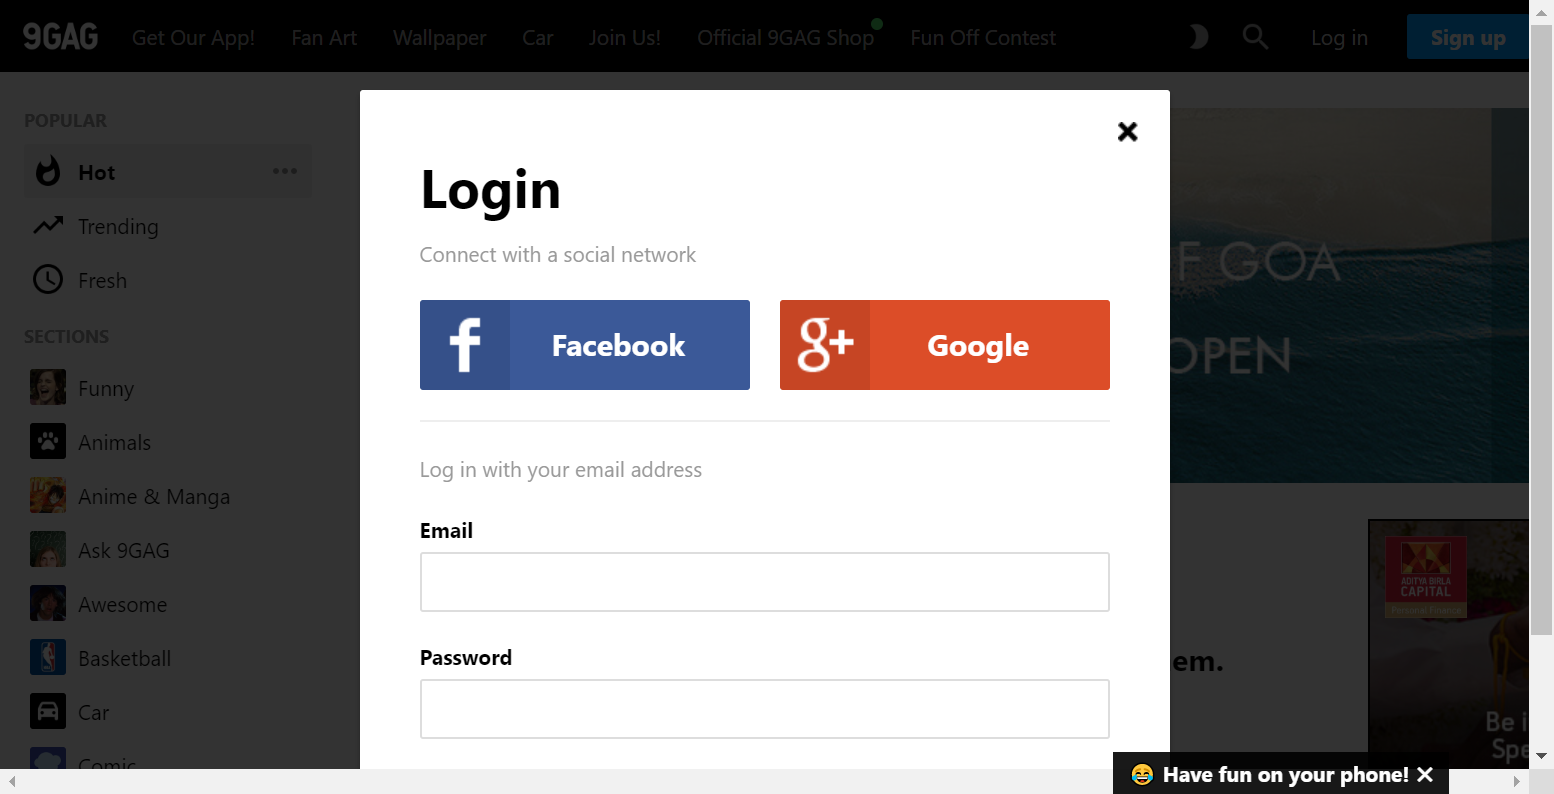 9GAG Get Our App! Fan Art Wallpaper Car Join Us! Official 9GAG Shop Fun Off Contest Log in Sign up
POPULAR
Hot
Trending
Fresh
SECTIONS
Funny
Animals
Anime & Manga
Ask 9GAG
Awesome
Basketball
Car
Comic
Login
Connect with a social network
f Facebook
g+ Google
Log in with your email address
Email
Password
F GOA
OPEN
em.
ADITYA BIRLA
CAPITAL
Personal Finance
Be i
Spe
😂 Have fun on your phone!